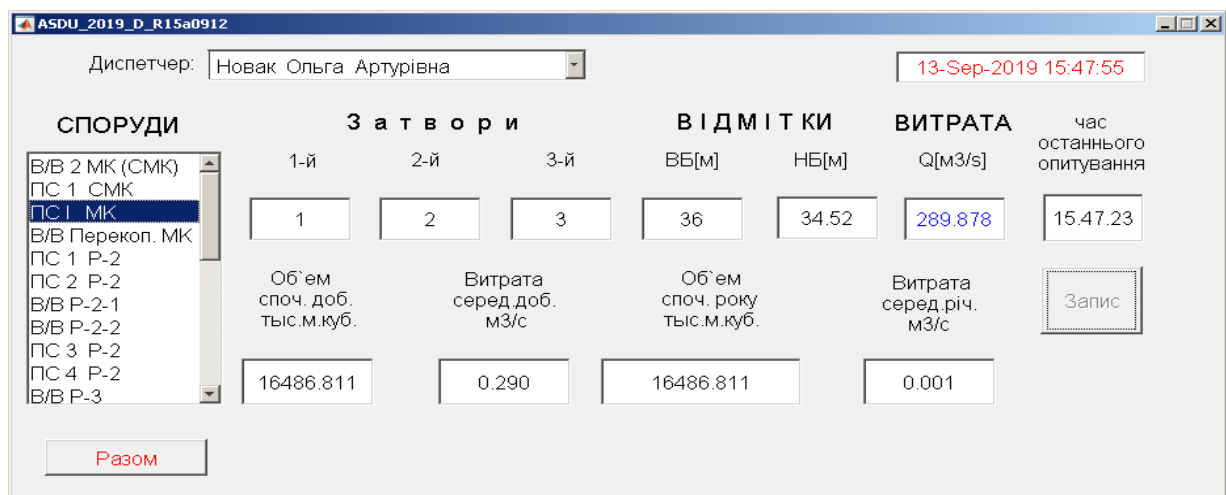 ASDU_2019_D_R15a0912
Диспетчер: Новак Ольга Артурівна
13-Sep-2019 15:47:55
СПОРУДИ
В/В 2 МК (СМК)
ПС 1 СМК
ПС І МК
В/В Перекоп. МК
ПС 1 Р-2
ПС 2 Р-2
В/В Р-2-1
В/В Р-2-2
ПС 3 Р-2
ПС 4 Р-2
В/В Р-3
Разом
З а т в о р и
1-й 2-й 3-й
1 2 3
В І Д М І Т К И
ВБ[м] НБ[м]
36 34.52
ВИТРАТА
Q[м3/s]
289.878
час
останнього
опитування
15.47.23
Об`ем
споч. доб.
тыс.м.куб.
16486.811
Витрата
серед.доб.
м3/с
0.290
Об`ем
споч. року
тыс.м.куб.
16486.811
Витрата
серед.річ.
м3/с
0.001
Запис